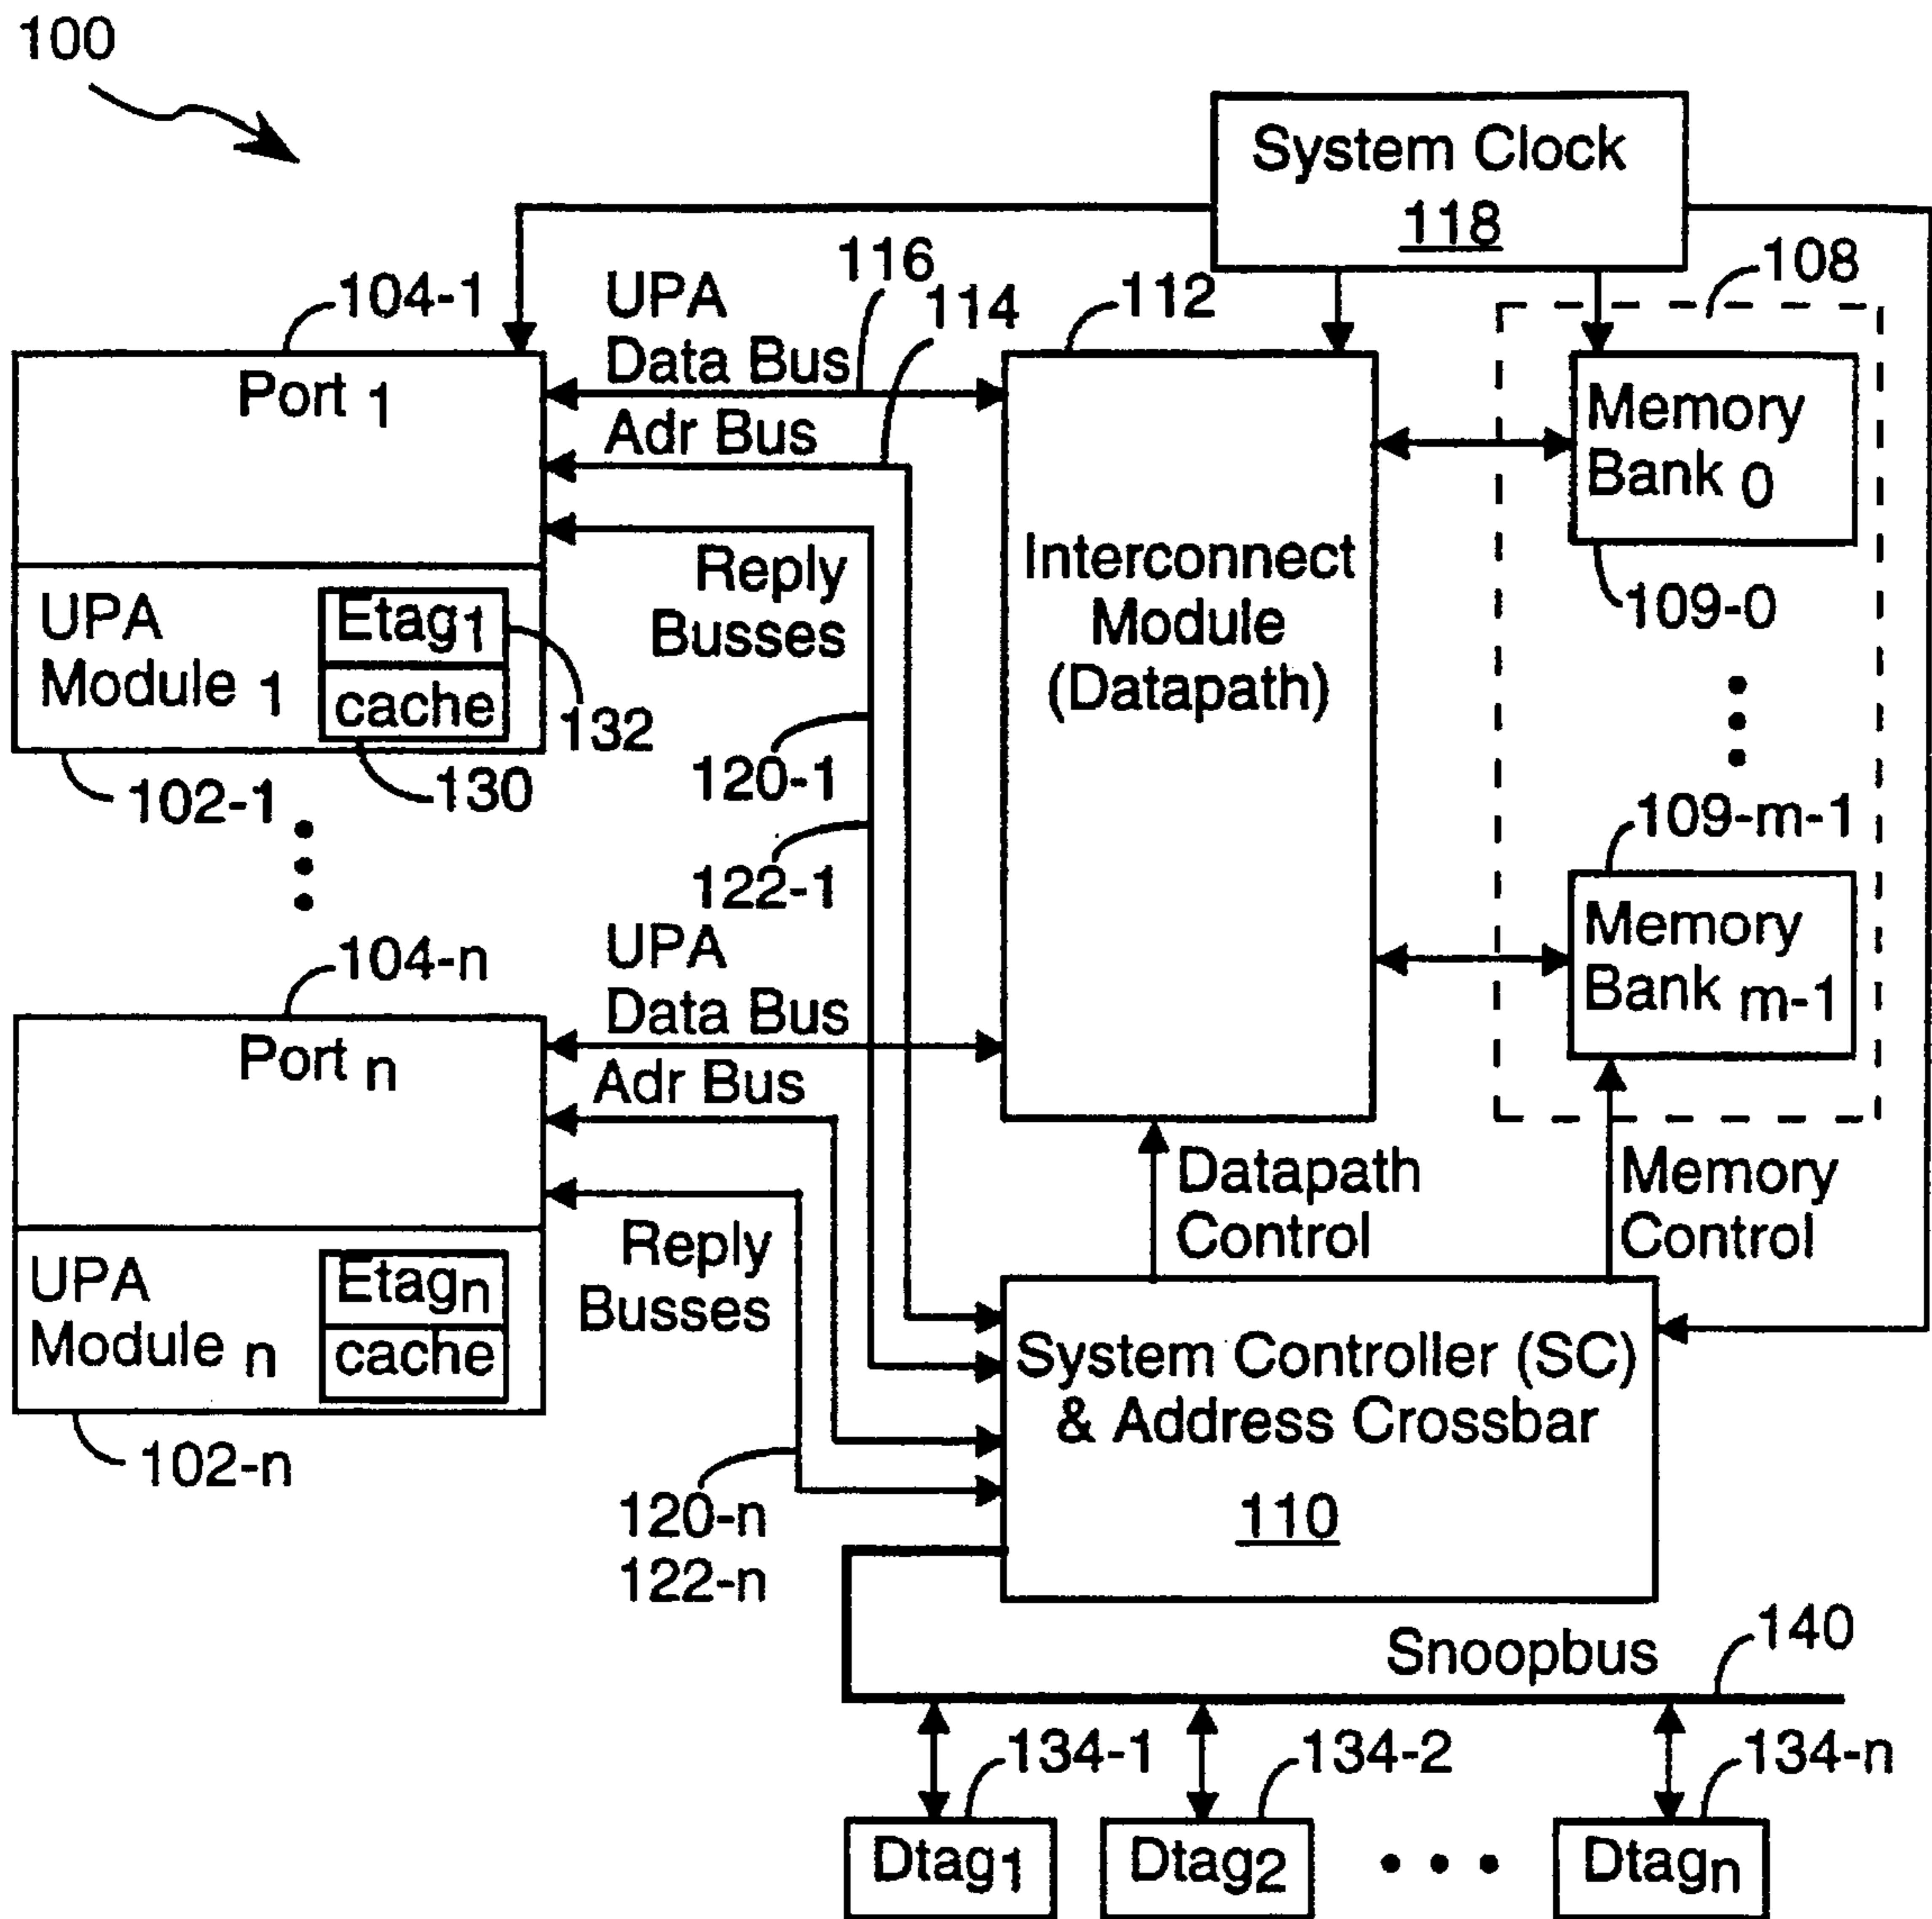 100
System Clock
118
116
114
112
108
104-1
UPA
Data Bus
Adr Bus
Port 1
Memory
Bank 0
109-0
Interconnect
Module
(Datapath)
Reply
Busses
UPA
Module 1
Etag1
cache
132
102-1
130
120-1
122-1
109-m-1
Memory
Bank m-1
104-n
UPA
Data Bus
Adr Bus
Port n
Datapath
Control
Memory
Control
Reply
Busses
UPA
Module n
Etagn
cache
102-n
System Controller (SC)
& Address Crossbar
110
120-n
122-n
Snoopbus
140
134-1
134-2
134-n
Dtag1
Dtag2
Dtagn